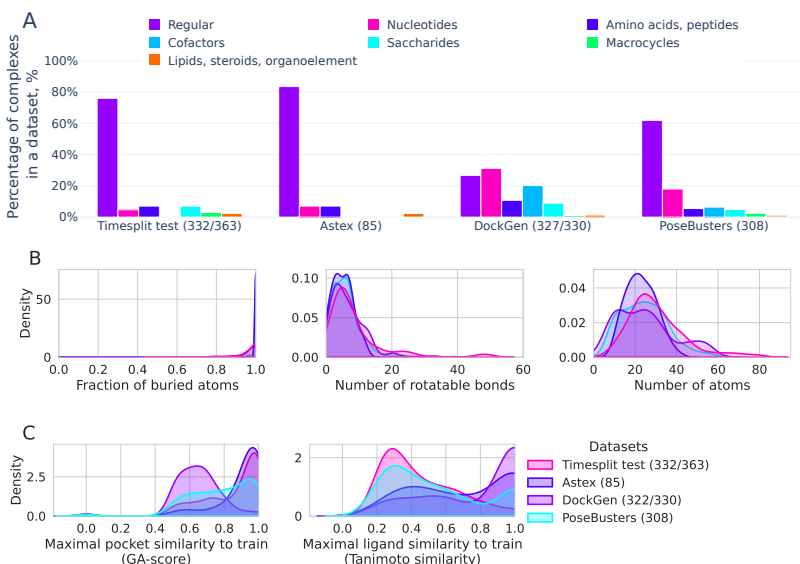 A
Regular
Nucleotides
Amino acids, peptides
Cofactors
Saccharides
Macrocycles
Lipids, steroids, organoelement
Percentage of complexes
in a dataset, %
100%
80%
60%
40%
20%
0%
Timesplit test (332/363)
Astex (85)
DockGen (327/330)
PoseBusters (308)
B
Density
50
0
0.0 0.2 0.4 0.6 0.8 1.0
Fraction of buried atoms
0.10
0.05
0.00
0 20 40 60
Number of rotatable bonds
0.04
0.02
0.00
0 20 40 60 80
Number of atoms
C
Density
2.5
0.0
0.0 0.2 0.4 0.6 0.8 1.0
Maximal pocket similarity to train
(GA-score)
2
0
0.0 0.2 0.4 0.6 0.8 1.0
Maximal ligand similarity to train
(Tanimoto similarity)
Datasets
Timesplit test (332/363)
Astex (85)
DockGen (322/330)
PoseBusters (308)